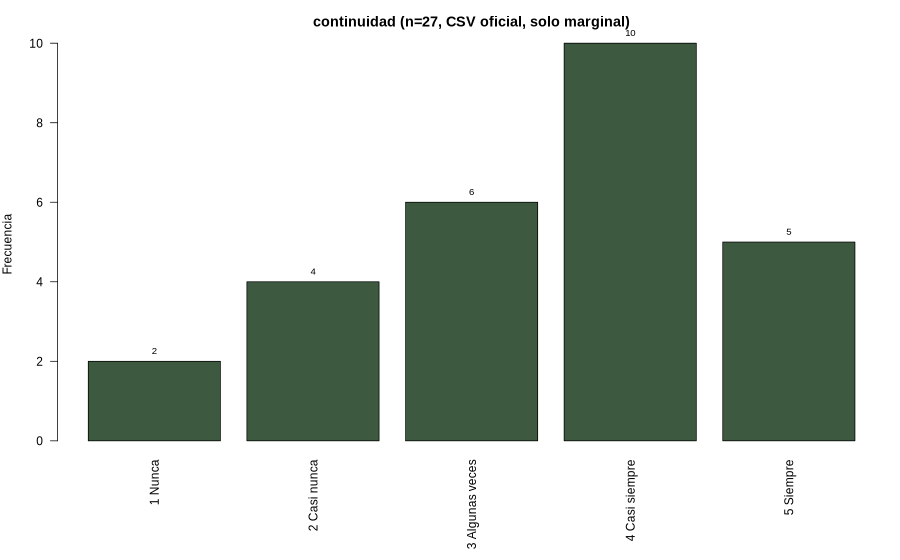 continuidad (n=27, CSV oficial, solo marginal)
Frecuencia
10
8
6
4
2
0
2
4
6
10
5
1 Nunca
2 Casi nunca
3 Algunas veces
4 Casi siempre
5 Siempre